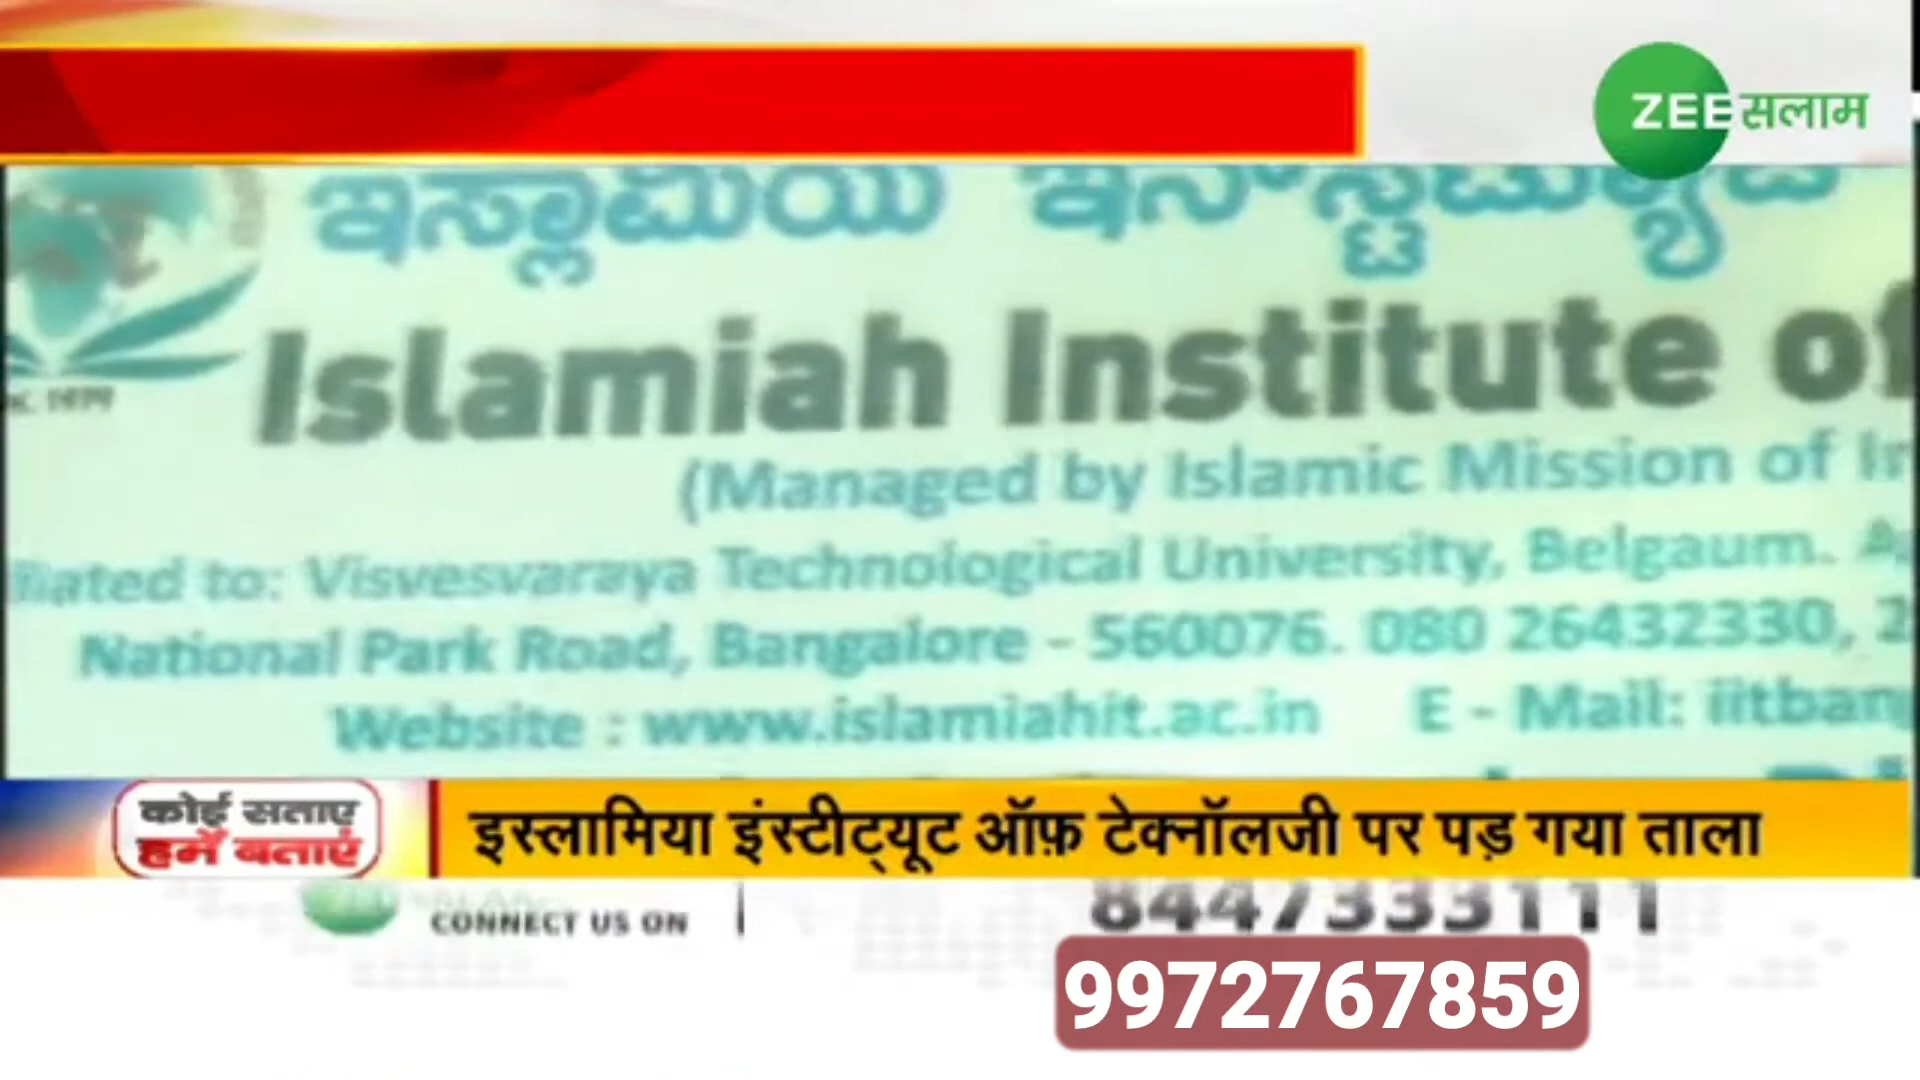 ZEE सलाम
ಇಸ್ಲಾಮಿಯ
Islamiah Institute of
(Managed by Islamic Mission of
to: Visvesvaraya Technological University, Belgaum.
National Park Road, Bangalore - 560076. 080 26432330,
Website : www.islamiahit.ac.in E - Mail:
कोई सताए
हमें बताएं
इस्लामिया इंस्टीट्यूट ऑफ़ टेक्नॉलजी पर पड़ गया ताला
CONNECT US ON
8447333111
9972767859